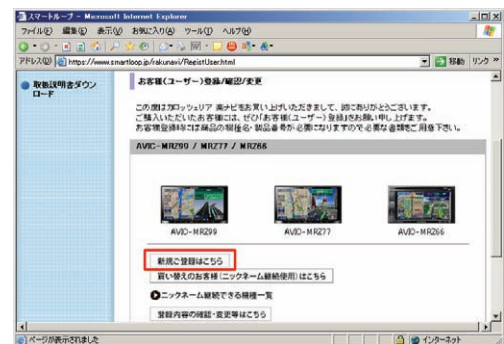 スマートループ - Microsoft Internet Explorer
ファイル(F) 編集(E) 表示(V) お気に入り(A) ツール(T) ヘルプ(H)
アドレス(D) https://www.smartloop.jp/rakunavi/RegistUser.html 移動 リンク
取扱説明書ダウンロード
お客様(ユーザー)登録/確認/変更
この度はカロッツェリア 楽ナビをお買い上げいただきまして、誠にありがとうございます。
ご購入いただいたお客様には、ぜひ「お客様(ユーザー)登録」をお願い申し上げます。
お客様登録時には商品の機種名・製品番号が必要になりますので必要な書類をご用意下さい。
AVIC-MRZ99 / MRZ77 / MRZ66
AVIC-MRZ99 AVIC-MRZ77 AVIC-MRZ66
新規ご登録はこちら
買い替えのお客様(ニックネーム継続使用)はこちら
ニックネーム継続できる機種一覧
登録内容の確認・変更等はこちら
ページが表示されました インターネット